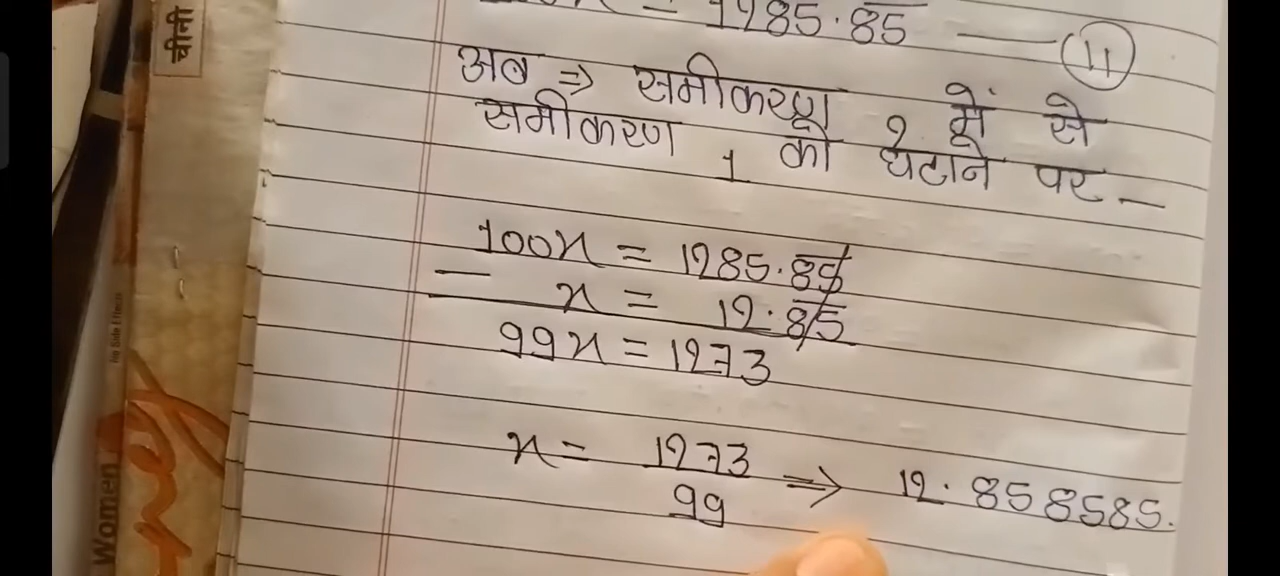 चीनी
= 1285.85 — (11)
अब ⇒ समीकरण 2 में से
समीकरण 1 को घटाने पर –
100x = 1285.85
— x = 12.85
99x = 1273
x = 1273/99 ⇒ 12.858585.
Women